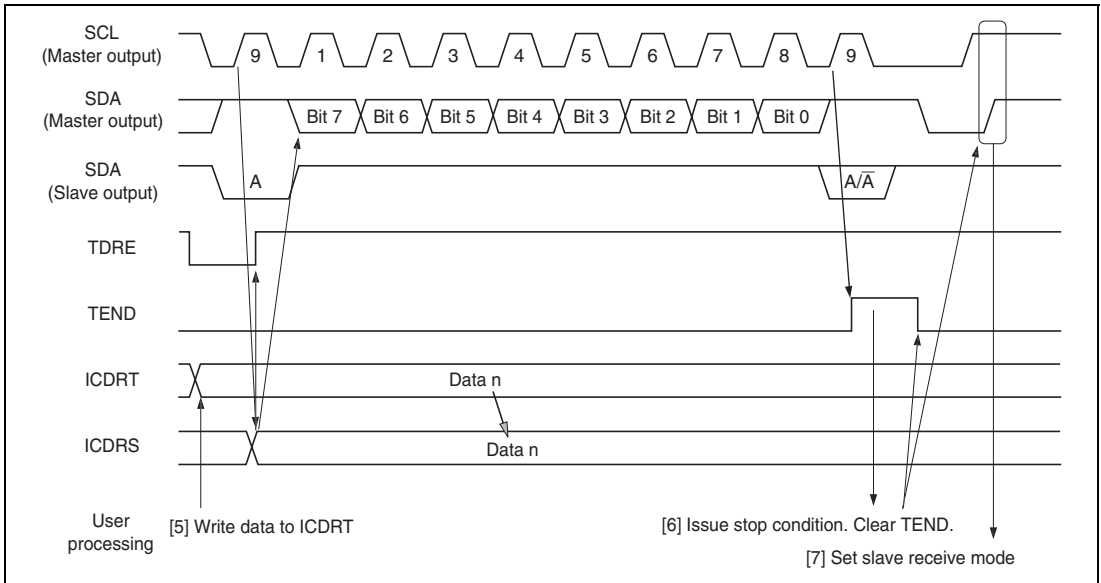 SCL
(Master output)
9 1 2 3 4 5 6 7 8 9
SDA
(Master output)
Bit 7 Bit 6 Bit 5 Bit 4 Bit 3 Bit 2 Bit 1 Bit 0
SDA
(Slave output)
A A/A̅
TDRE
TEND
ICDRT
Data n
ICDRS
Data n
User
processing
[5] Write data to ICDRT
[6] Issue stop condition. Clear TEND.
[7] Set slave receive mode